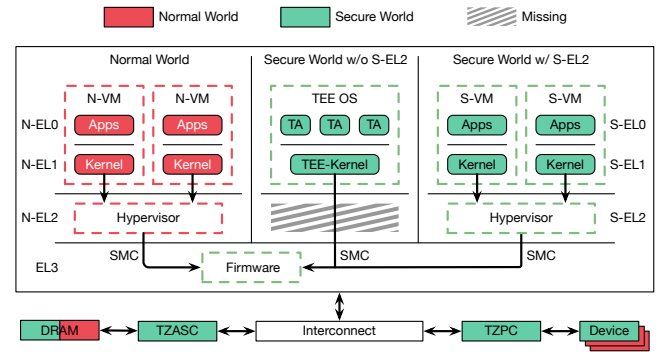 Normal World Secure World Missing
Normal World Secure World w/o S-EL2 Secure World w/ S-EL2
N-VM N-VM TEE OS S-VM S-VM
N-EL0 Apps Apps TA TA TA Apps Apps S-EL0
N-EL1 Kernel Kernel TEE-Kernel Kernel Kernel S-EL1
N-EL2 Hypervisor Hypervisor S-EL2
SMC SMC SMC
EL3 Firmware
DRAM TZASC Interconnect TZPC Device